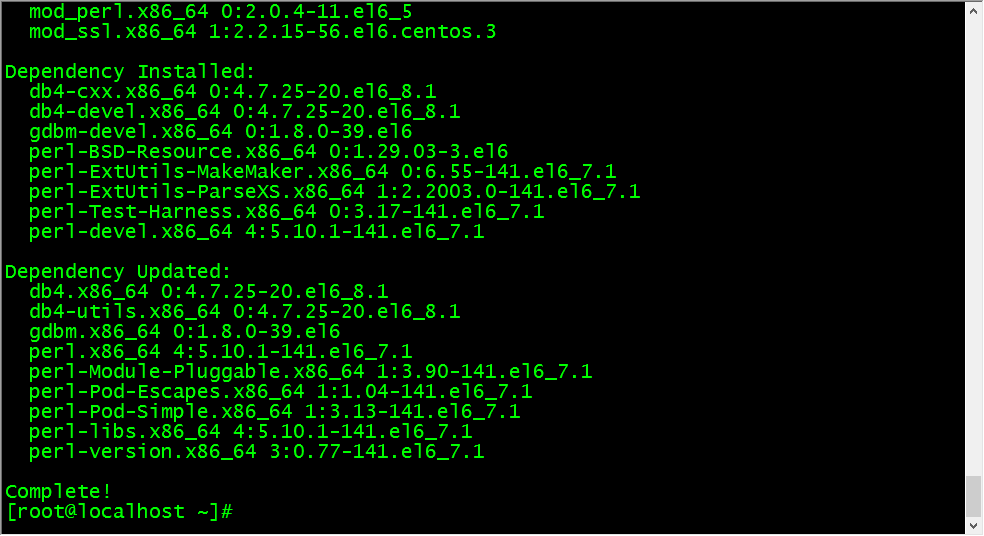 mod_perl.x86_64 0:2.0.4-11.el6_5
mod_ssl.x86_64 1:2.2.15-56.el6.centos.3
Dependency Installed:
db4-cxx.x86_64 0:4.7.25-20.el6_8.1
db4-devel.x86_64 0:4.7.25-20.el6_8.1
gdbm-devel.x86_64 0:1.8.0-39.el6
perl-BSD-Resource.x86_64 0:1.29.03-3.el6
perl-ExtUtils-MakeMaker.x86_64 0:6.55-141.el6_7.1
perl-ExtUtils-ParseXS.x86_64 1:2.2003.0-141.el6_7.1
perl-Test-Harness.x86_64 0:3.17-141.el6_7.1
perl-devel.x86_64 4:5.10.1-141.el6_7.1
Dependency Updated:
db4.x86_64 0:4.7.25-20.el6_8.1
db4-utils.x86_64 0:4.7.25-20.el6_8.1
gdbm.x86_64 0:1.8.0-39.el6
perl.x86_64 4:5.10.1-141.el6_7.1
perl-Module-Pluggable.x86_64 1:3.90-141.el6_7.1
perl-Pod-Escapes.x86_64 1:1.04-141.el6_7.1
perl-Pod-Simple.x86_64 1:3.13-141.el6_7.1
perl-libs.x86_64 4:5.10.1-141.el6_7.1
perl-version.x86_64 3:0.77-141.el6_7.1
Complete!
[root@localhost ~]#